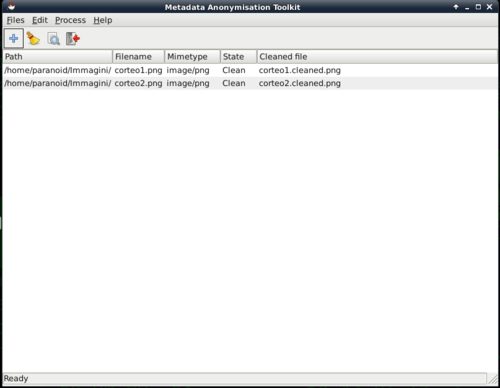 Metadata Anonymisation Toolkit
Files Edit Process Help
Path Filename Mimetype State Cleaned file
/home/paranoid/Immagini/ corteo1.png image/png Clean corteo1.cleaned.png
/home/paranoid/Immagini/ corteo2.png image/png Clean corteo2.cleaned.png
Ready